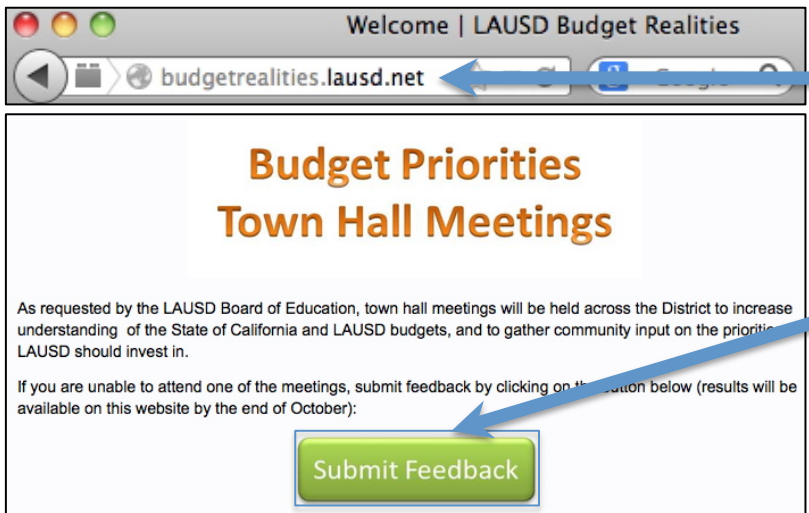 Welcome | LAUSD Budget Realities
budgetrealities.lausd.net
Budget Priorities
Town Hall Meetings
As requested by the LAUSD Board of Education, town hall meetings will be held across the District to increase
understanding of the State of California and LAUSD budgets, and to gather community input on the priorities
LAUSD should invest in.
If you are unable to attend one of the meetings, submit feedback by clicking on the button below (results will be
available on this website by the end of October):
Submit Feedback